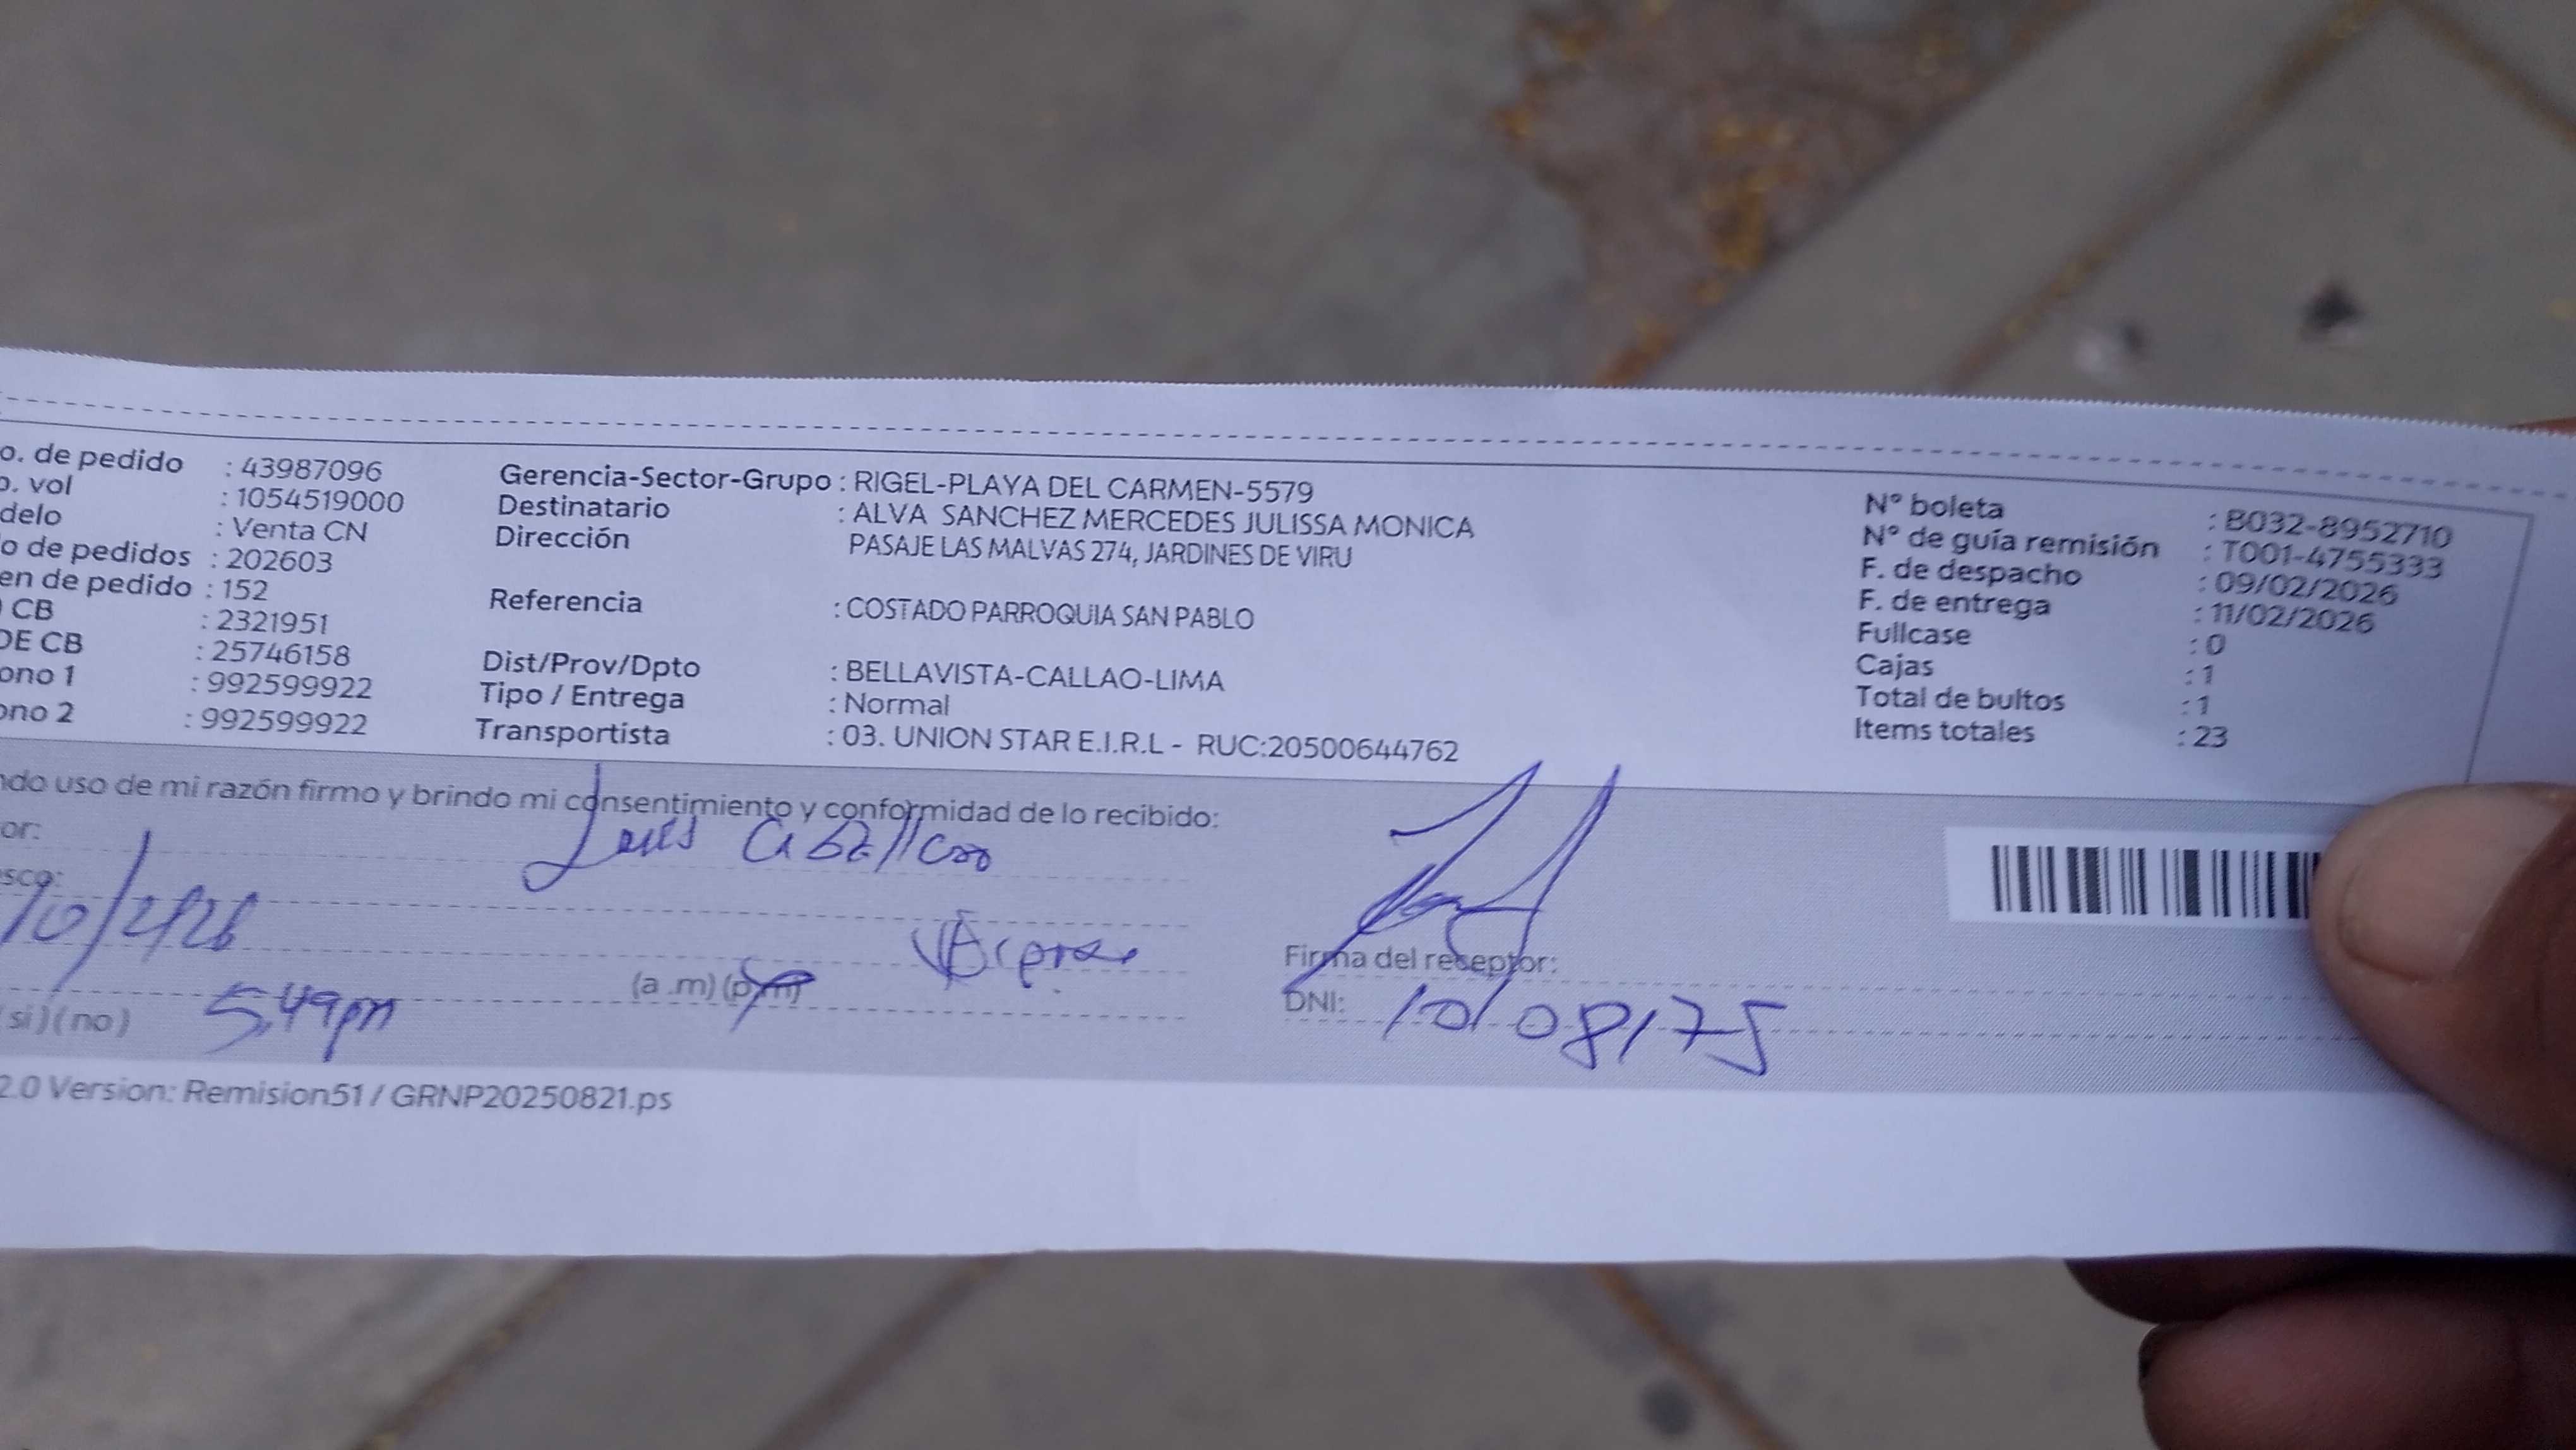 o. de pedido : 43987096
o. vol : 1054519000
delo : Venta CN
o de pedidos : 202603
en de pedido : 152
CB : 2321951
DE CB : 25746158
ono 1 : 992599922
ono 2 : 992599922
Gerencia-Sector-Grupo : RIGEL-PLAYA DEL CARMEN-5579
Destinatario : ALVA SANCHEZ MERCEDES JULISSA MONICA
Dirección PASAJE LAS MALVAS 274, JARDINES DE VIRU
Referencia : COSTADO PARROQUIA SAN PABLO
Dist/Prov/Dpto : BELLAVISTA-CALLAO-LIMA
Tipo / Entrega : Normal
Transportista : 03. UNION STAR E.I.R.L - RUC:20500644762
Nº boleta : B032-8952710
Nº de guía remisión : T001-4755333
F. de despacho : 09/02/2026
F. de entrega : 11/02/2026
Fullcase : 0
Cajas : 1
Total de bultos : 1
Items totales : 23
ndo uso de mi razón firmo y brindo mi consentimiento y conformidad de lo recibido:
or: Luis
sco:
10/2/26
(a .m) (p.m)
(si) (no) 5,49pm
Firma del receptor:
DNI: 10108175
2.0 Version: Remision51 / GRNP20250821.ps